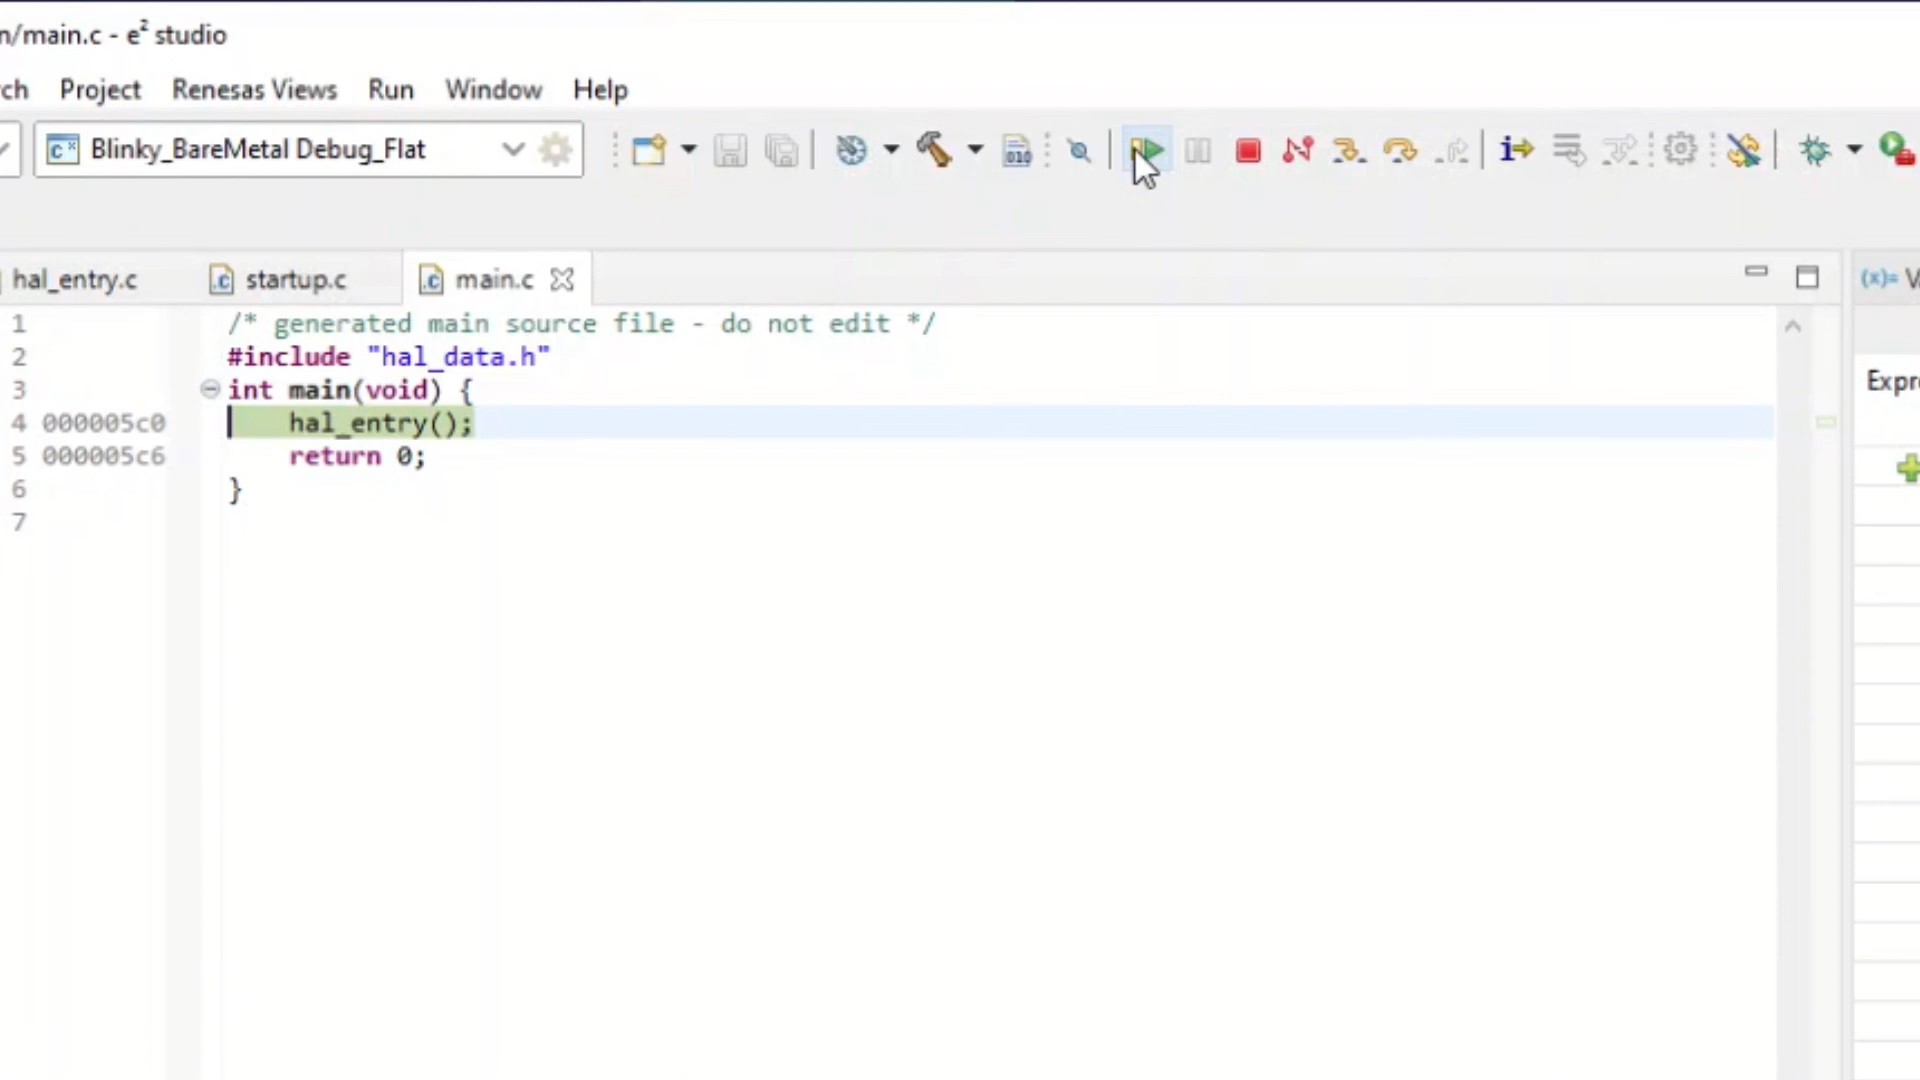 n/main.c - e² studio
ch Project Renesas Views Run Window Help
Blinky_BareMetal Debug_Flat
010
hal_entry.c startup.c main.c
(x)= V
1 /* generated main source file - do not edit */
2 #include "hal_data.h"
3 int main(void) {
4 000005c0 hal_entry();
5 000005c6 return 0;
6 }
7
Expr